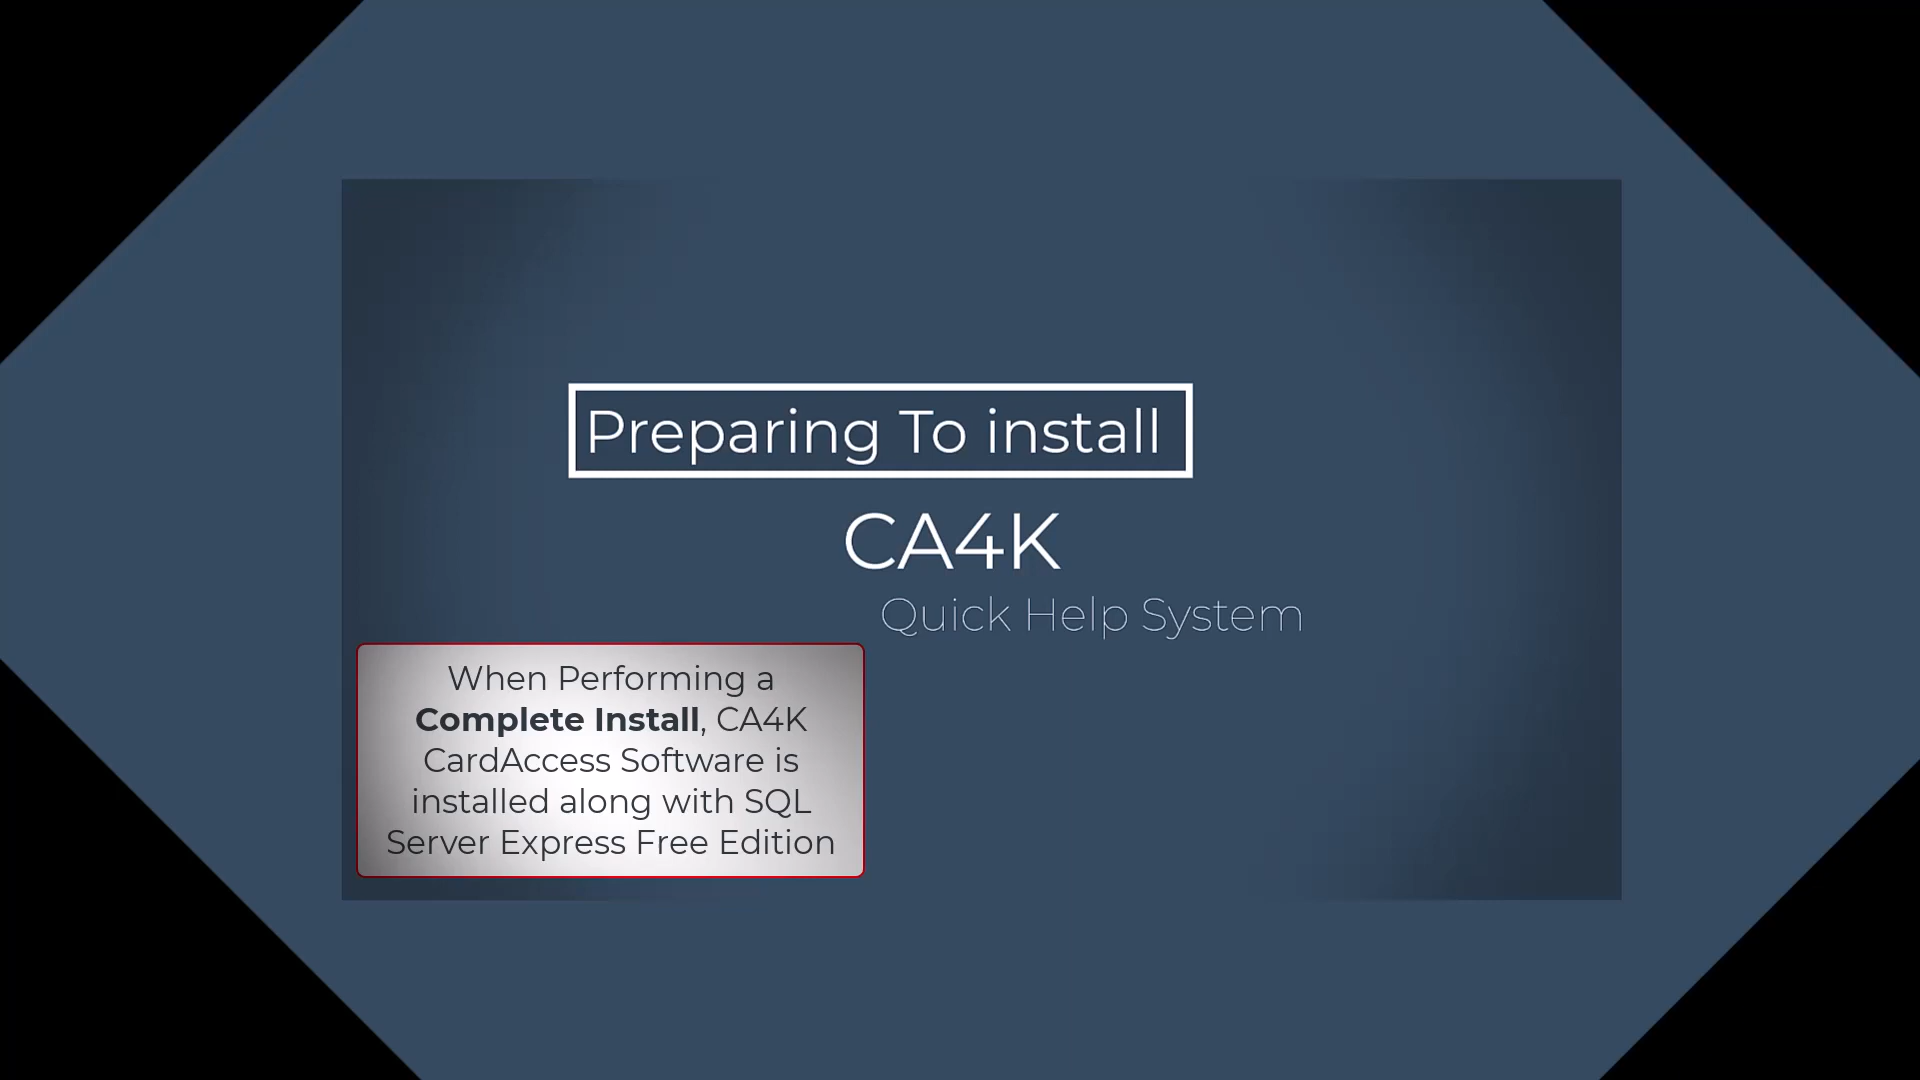 Preparing To install
CA4K
Quick Help System
When Performing a
Complete Install, CA4K
CardAccess Software is
installed along with SQL
Server Express Free Edition